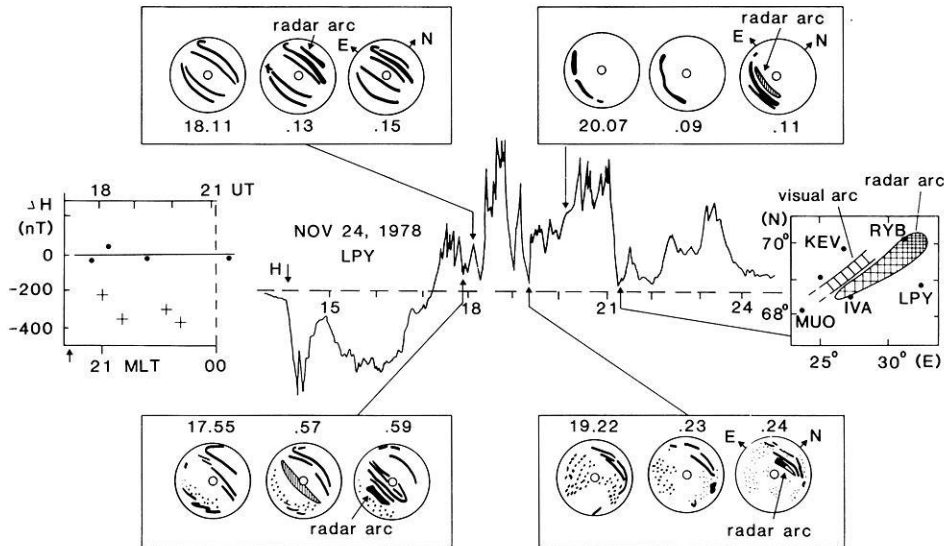 radar arc
E
N
18.11 .13 .15
radar arc
E
N
20.07 .09 .11
18 21 UT
H
(nT)
0
-200
-400
21 MLT 00
NOV 24, 1978
LPY
H
15 18 21 24
visual arc
radar arc
(N)
70°
68°
KEV
RYB
MUO
IVA
LPY
25° 30° (E)
17.55 .57 .59
radar arc
19.22 .23 .24
E
N
radar arc